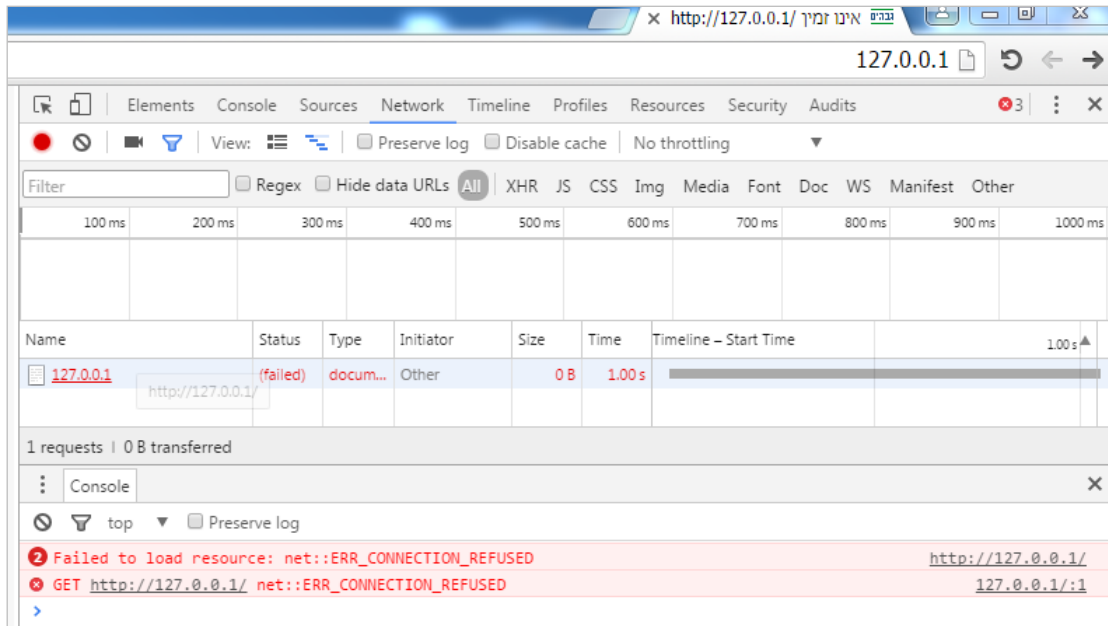 http://127.0.0.1/ אינו זמין
127.0.0.1
Elements Console Sources Network Timeline Profiles Resources Security Audits 3
View: Preserve log Disable cache No throttling
Filter Regex Hide data URLs All XHR JS CSS Img Media Font Doc WS Manifest Other
100 ms 200 ms 300 ms 400 ms 500 ms 600 ms 700 ms 800 ms 900 ms 1000 ms
Name Status Type Initiator Size Time Timeline – Start Time 1.00 s
127.0.0.1 (failed) docum... Other 0 B 1.00 s
http://127.0.0.1/
1 requests | 0 B transferred
Console
top Preserve log
2 Failed to load resource: net::ERR_CONNECTION_REFUSED http://127.0.0.1/
GET http://127.0.0.1/ net::ERR_CONNECTION_REFUSED 127.0.0.1/:1